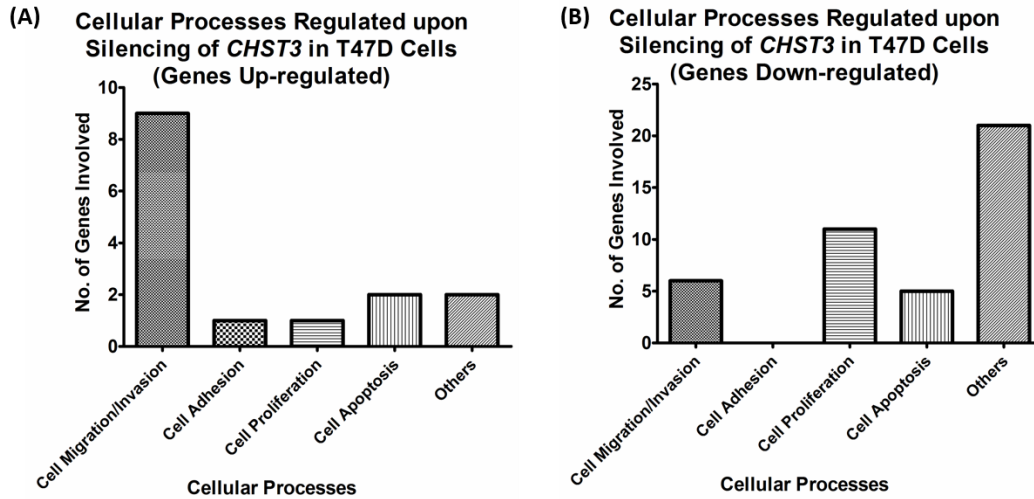 (A)
Cellular Processes Regulated upon
Silencing of CHST3 in T47D Cells
(Genes Up-regulated)
No. of Genes Involved
10
8
6
4
2
0
Cell Migration/Invasion
Cell Adhesion
Cell Proliferation
Cell Apoptosis
Others
Cellular Processes
(B)
Cellular Processes Regulated upon
Silencing of CHST3 in T47D Cells
(Genes Down-regulated)
No. of Genes Involved
25
20
15
10
5
0
Cell Migration/Invasion
Cell Adhesion
Cell Proliferation
Cell Apoptosis
Others
Cellular Processes